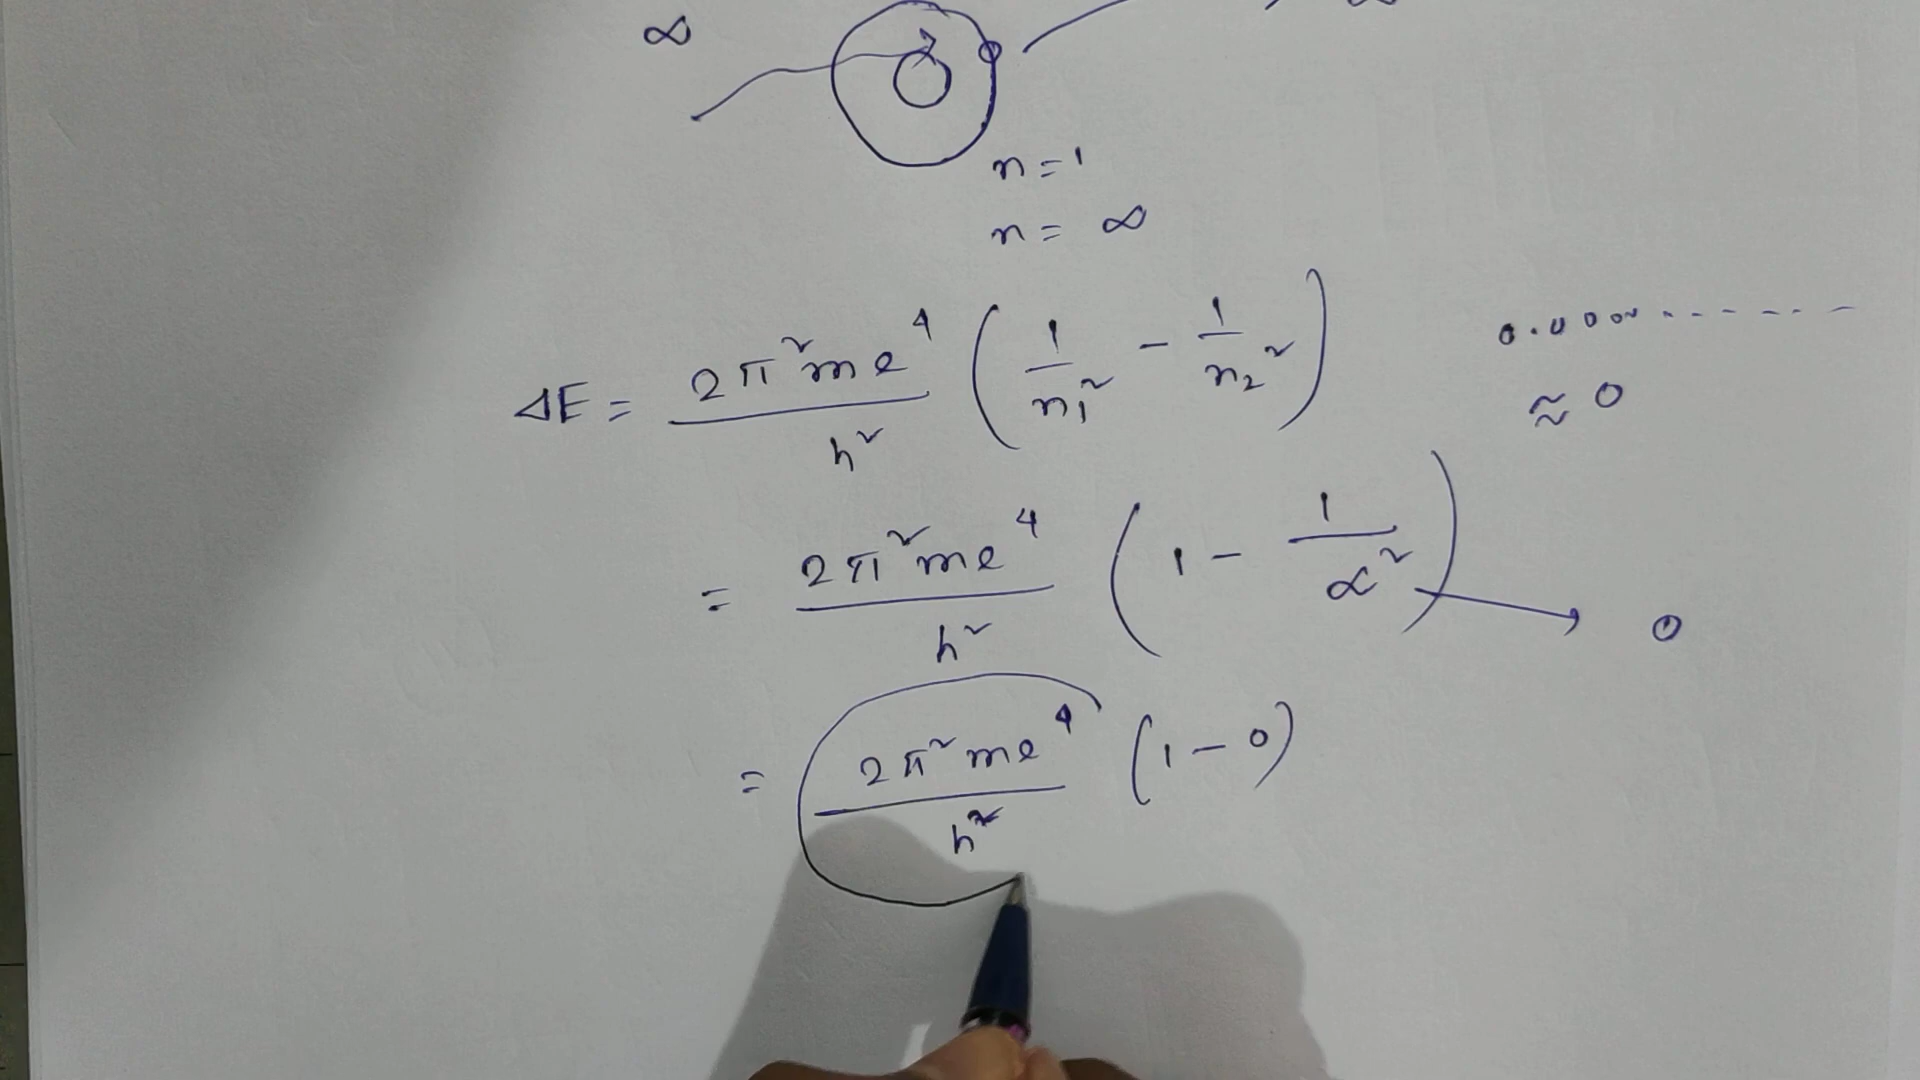 ∞
n = 1
n = ∞
ΔE = 2π²me⁴/h² (1/n₁² - 1/n₂²)
0.0000 - - - - - -
≈ 0
= 2π²me⁴/h² (1 - 1/∝²) → 0
= 2π²me⁴/h² (1 - 0)